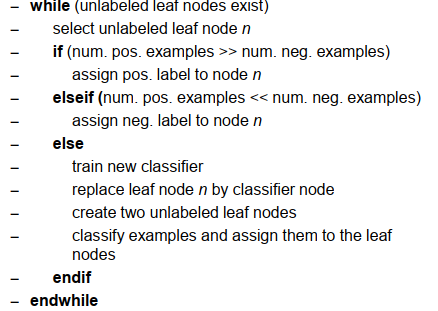 – while (unlabeled leaf nodes exist)
– select unlabeled leaf node n
– if (num. pos. examples >> num. neg. examples)
– assign pos. label to node n
– elseif (num. pos. examples << num. neg. examples)
– assign neg. label to node n
– else
– train new classifier
– replace leaf node n by classifier node
– create two unlabeled leaf nodes
– classify examples and assign them to the leaf
nodes
– endif
– endwhile